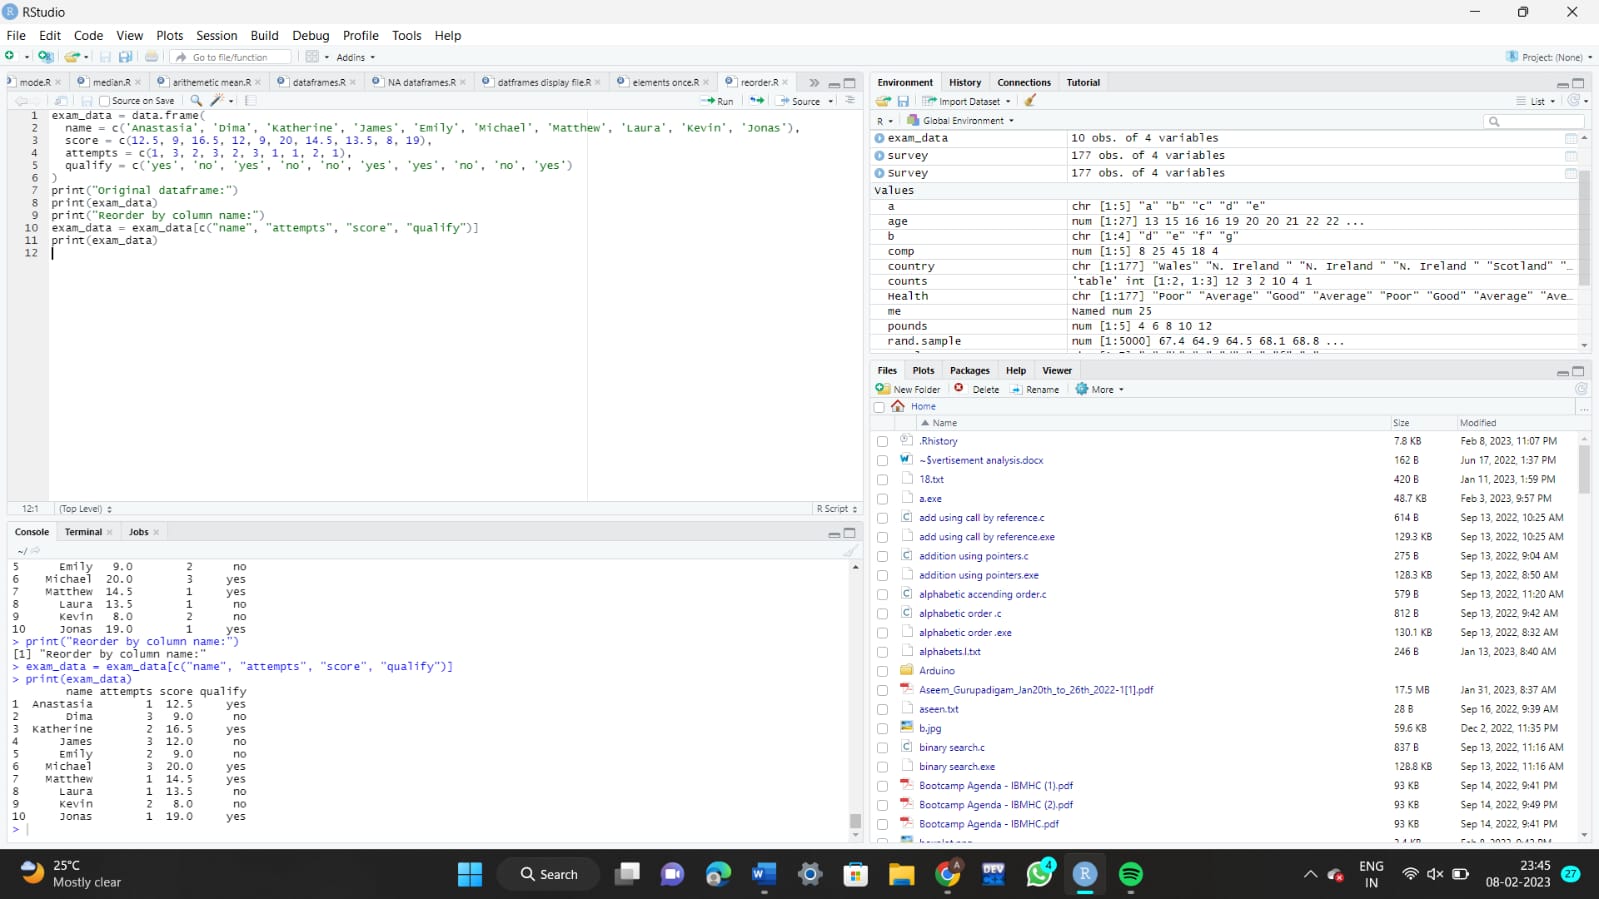 RStudio
File Edit Code View Plots Session Build Debug Profile Tools Help
Go to file/function Addins Project: (None)
mode.R median.R arithemetic mean.R dataframes.R NA dataframes.R datframes display file.R elements once.R reorder.R
Source on Save Run Source
1 exam_data = data.frame(
2 name = c('Anastasia', 'Dima', 'Katherine', 'James', 'Emily', 'Michael', 'Matthew', 'Laura', 'Kevin', 'Jonas'),
3 score = c(12.5, 9, 16.5, 12, 9, 20, 14.5, 13.5, 8, 19),
4 attempts = c(1, 3, 2, 3, 2, 3, 1, 1, 2, 1),
5 qualify = c('yes', 'no', 'yes', 'no', 'no', 'yes', 'yes', 'no', 'no', 'yes')
6 )
7 print("Original dataframe:")
8 print(exam_data)
9 print("Reorder by column name:")
10 exam_data = exam_data[c("name", "attempts", "score", "qualify")]
11 print(exam_data)
12
12:1 (Top Level) R Script
Console Terminal Jobs
~/
5 Emily 9.0 2 no
6 Michael 20.0 3 yes
7 Matthew 14.5 1 yes
8 Laura 13.5 1 no
9 Kevin 8.0 2 no
10 Jonas 19.0 1 yes
> print("Reorder by column name:")
[1] "Reorder by column name:"
> exam_data = exam_data[c("name", "attempts", "score", "qualify")]
> print(exam_data)
name attempts score qualify
1 Anastasia 1 12.5 yes
2 Dima 3 9.0 no
3 Katherine 2 16.5 yes
4 James 3 12.0 no
5 Emily 2 9.0 no
6 Michael 3 20.0 yes
7 Matthew 1 14.5 yes
8 Laura 1 13.5 no
9 Kevin 2 8.0 no
10 Jonas 1 19.0 yes
>
Environment History Connections Tutorial
Import Dataset List
R Global Environment
exam_data 10 obs. of 4 variables
survey 177 obs. of 4 variables
Survey 177 obs. of 4 variables
Values
a chr [1:5] "a" "b" "c" "d" "e"
age num [1:27] 13 15 16 16 19 20 20 21 22 22 ...
b chr [1:4] "d" "e" "f" "g"
comp num [1:5] 8 25 45 18 4
country chr [1:177] "Wales" "N. Ireland " "N. Ireland " "N. Ireland " "Scotland" "…
counts 'table' int [1:2, 1:3] 12 3 2 10 4 1
Health chr [1:177] "Poor" "Average" "Good" "Average" "Poor" "Good" "Average" "Ave…
me Named num 25
pounds num [1:5] 4 6 8 10 12
rand.sample num [1:5000] 67.4 64.9 64.5 68.1 68.8 ...
Files Plots Packages Help Viewer
New Folder Delete Rename More
Home ...
Name Size Modified
.Rhistory 7.8 KB Feb 8, 2023, 11:07 PM
~$vertisement analysis.docx 162 B Jun 17, 2022, 1:37 PM
18.txt 420 B Jan 11, 2023, 1:59 PM
a.exe 48.7 KB Feb 3, 2023, 9:57 PM
add using call by reference.c 614 B Sep 13, 2022, 10:25 AM
add using call by reference.exe 129.3 KB Sep 13, 2022, 10:25 AM
addition using pointers.c 275 B Sep 13, 2022, 9:04 AM
addition using pointers.exe 128.3 KB Sep 13, 2022, 8:50 AM
alphabetic accending order.c 579 B Sep 13, 2022, 11:20 AM
alphabetic order .c 812 B Sep 13, 2022, 9:42 AM
alphabetic order .exe 130.1 KB Sep 13, 2022, 8:32 AM
alphabets.l.txt 246 B Jan 13, 2023, 8:40 AM
Arduino
Aseem_Gurupadigam_Jan20th_to_26th_2022-1[1].pdf 17.5 MB Jan 31, 2023, 8:37 AM
aseen.txt 28 B Sep 16, 2022, 9:39 AM
b.jpg 59.6 KB Dec 2, 2022, 11:35 PM
binary search.c 837 B Sep 13, 2022, 11:16 AM
binary search.exe 128.8 KB Sep 13, 2022, 11:16 AM
Bootcamp Agenda - IBMHC (1).pdf 93 KB Sep 14, 2022, 9:41 PM
Bootcamp Agenda - IBMHC (2).pdf 93 KB Sep 14, 2022, 9:49 PM
Bootcamp Agenda - IBMHC.pdf 93 KB Sep 14, 2022, 9:41 PM
25°C
Mostly clear
Search
DEV
4
ENG
IN
23:45
08-02-2023
27